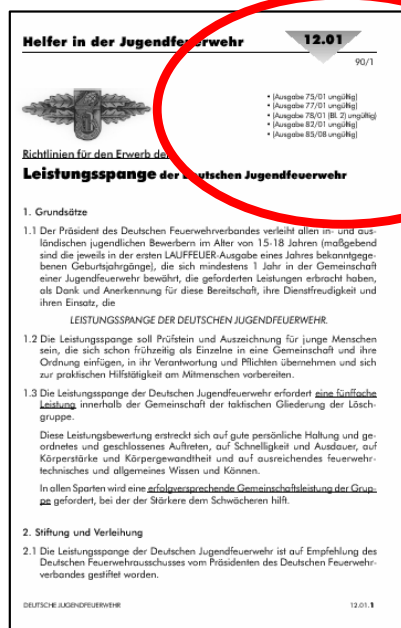 Helfer in der Jugendfeuerwehr 12.01
90/1
• (Ausgabe 75/01 ungültig)
• (Ausgabe 77/01 ungültig)
• (Ausgabe 78/01 (Bl. 2) ungültig)
• (Ausgabe 82/01 ungültig)
• (Ausgabe 85/08 ungültig)
Richtlinien für den Erwerb der
Leistungsspange der Deutschen Jugendfeuerwehr
1. Grundsätze
1.1 Der Präsident des Deutschen Feuerwehrverbandes verleiht allen in- und aus-
ländischen jugendlichen Bewerbern im Alter von 15-18 Jahren (maßgebend
sind die jeweils in der ersten LAUFFEUER-Ausgabe eines Jahres bekanntgege-
benen Geburtsjahrgänge), die sich mindestens 1 Jahr in der Gemeinschaft
einer Jugendfeuerwehr bewährt, die geforderten Leistungen erbracht haben,
als Dank und Anerkennung für diese Bereitschaft, ihre Dienstfreudigkeit und
ihren Einsatz, die
LEISTUNGSSPANGE DER DEUTSCHEN JUGENDFEUERWEHR.
1.2 Die Leistungsspange soll Prüfstein und Auszeichnung für junge Menschen
sein, die sich schon frühzeitig als Einzelne in eine Gemeinschaft und ihre
Ordnung einfügen, in ihr Verantwortung und Pflichten übernehmen und sich
zur praktischen Hilfstätigkeit am Mitmenschen vorbereiten.
1.3 Die Leistungsspange der Deutschen Jugendfeuerwehr erfordert eine fünffache
Leistung innerhalb der Gemeinschaft der taktischen Gliederung der Lösch-
gruppe.
Diese Leistungsbewertung erstreckt sich auf gute persönliche Haltung und ge-
ordnetes und geschlossenes Auftreten, auf Schnelligkeit und Ausdauer, auf
Körperstärke und Körpergewandtheit und auf ausreichendes feuerwehr-
technisches und allgemeines Wissen und Können.
In allen Sparten wird eine erfolgversprechende Gemeinschaftsleistung der Grup-
pe gefordert, bei der der Stärkere dem Schwächeren hilft.
2. Stiftung und Verleihung
2.1 Die Leistungsspange der Deutschen Jugendfeuerwehr ist auf Empfehlung des
Deutschen Feuerwehrausschusses vom Präsidenten des Deutschen Feuerwehr-
verbandes gestiftet worden.
DEUTSCHE JUGENDFEUERWEHR 12.01.1